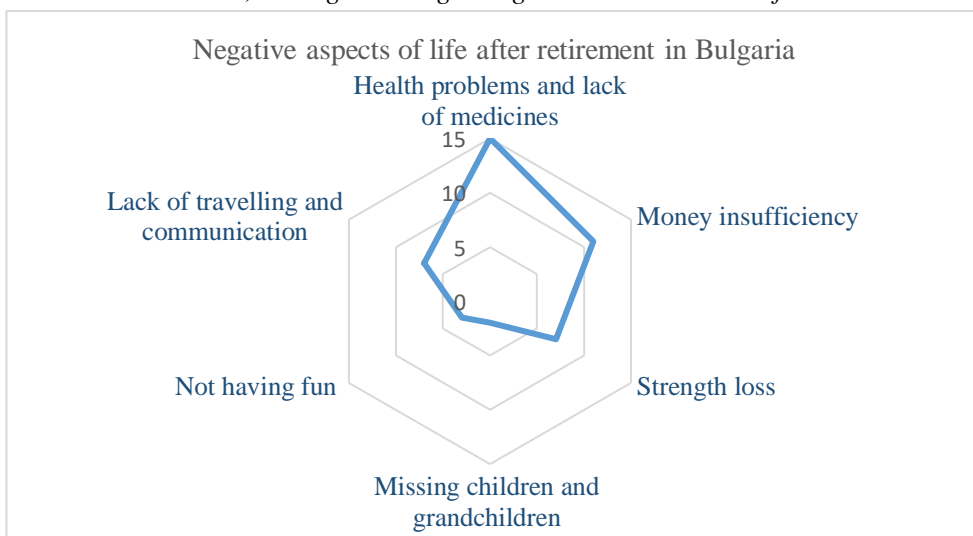 Negative aspects of life after retirement in Bulgaria
Health problems and lack
of medicines
15
10
5
0
Money insufficiency
Strength loss
Missing children and
grandchildren
Not having fun
Lack of travelling and
communication